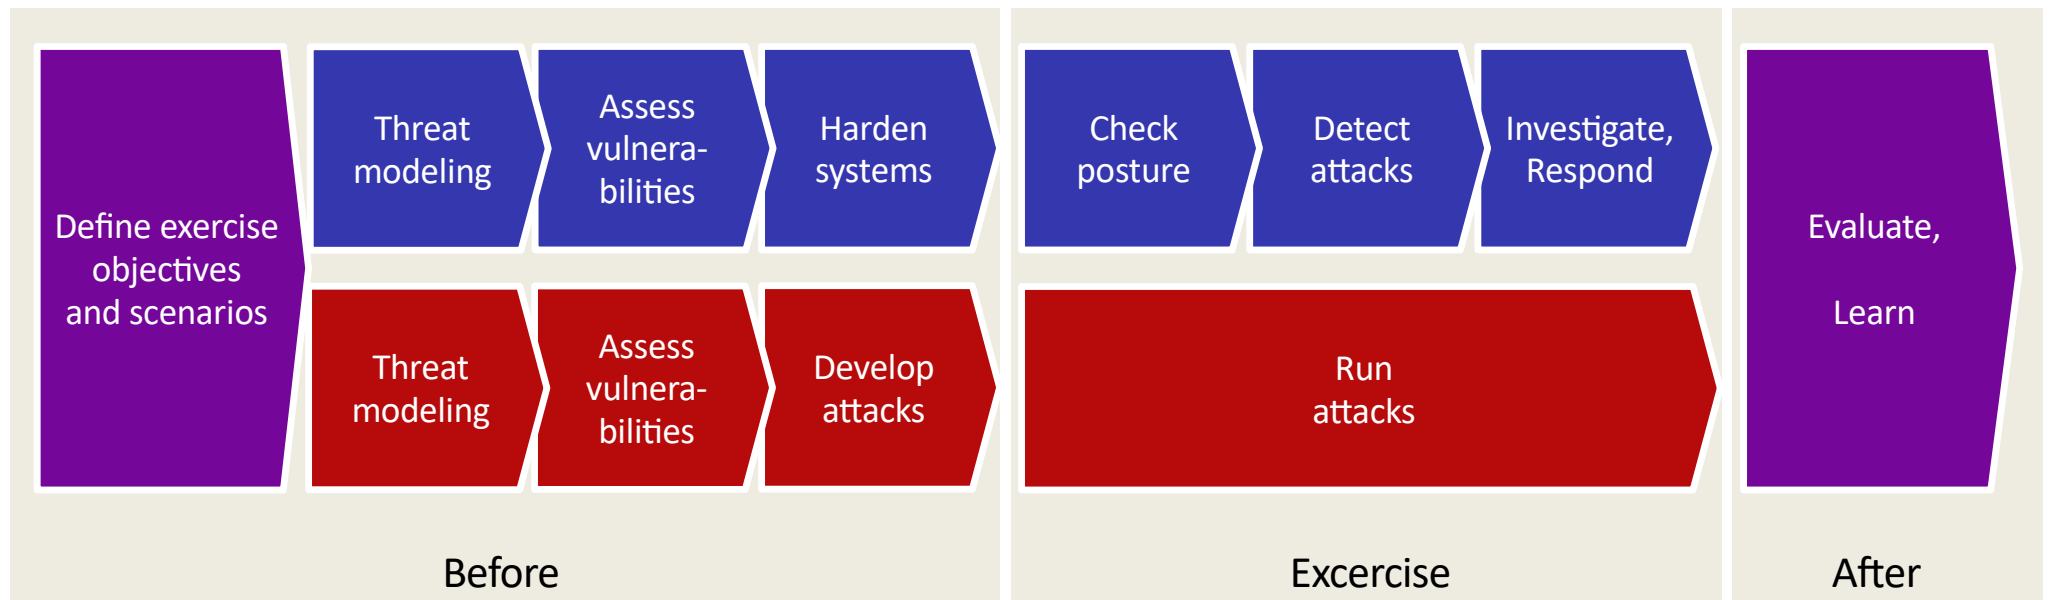 Define exercise
objectives
and scenarios
Threat
modeling
Assess
vulnera-
bilities
Harden
systems
Threat
modeling
Assess
vulnera-
bilities
Develop
attacks
Before
Check
posture
Detect
attacks
Investigate,
Respond
Run
attacks
Excercise
Evaluate,
Learn
After